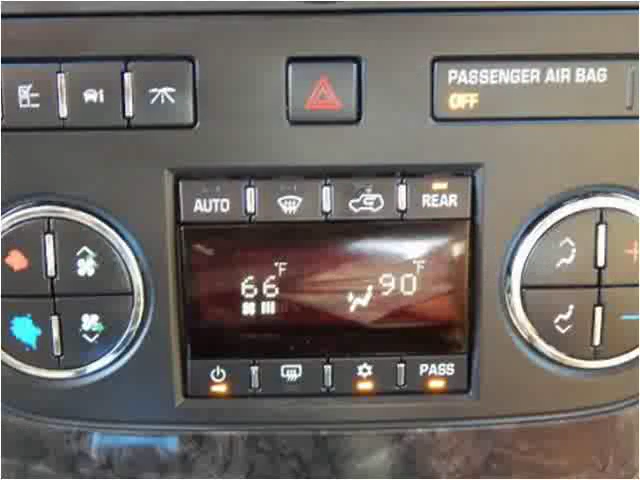 PASSENGER AIR BAG
OFF
AUTO
REAR
66°F
90°F
PASS